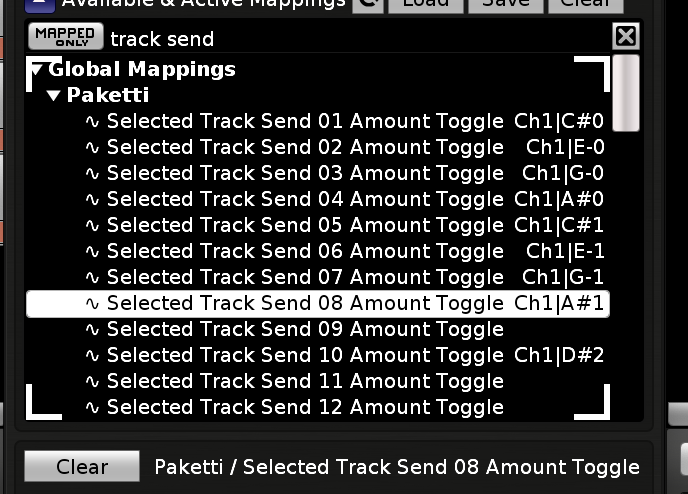 Available & Active Mappings Load Save Clear
MAPPED ONLY track send
Global Mappings
Paketti
∿ Selected Track Send 01 Amount Toggle Ch1|C#0
∿ Selected Track Send 02 Amount Toggle Ch1|E-0
∿ Selected Track Send 03 Amount Toggle Ch1|G-0
∿ Selected Track Send 04 Amount Toggle Ch1|A#0
∿ Selected Track Send 05 Amount Toggle Ch1|C#1
∿ Selected Track Send 06 Amount Toggle Ch1|E-1
∿ Selected Track Send 07 Amount Toggle Ch1|G-1
∿ Selected Track Send 08 Amount Toggle Ch1|A#1
∿ Selected Track Send 09 Amount Toggle
∿ Selected Track Send 10 Amount Toggle Ch1|D#2
∿ Selected Track Send 11 Amount Toggle
∿ Selected Track Send 12 Amount Toggle
Clear Paketti / Selected Track Send 08 Amount Toggle